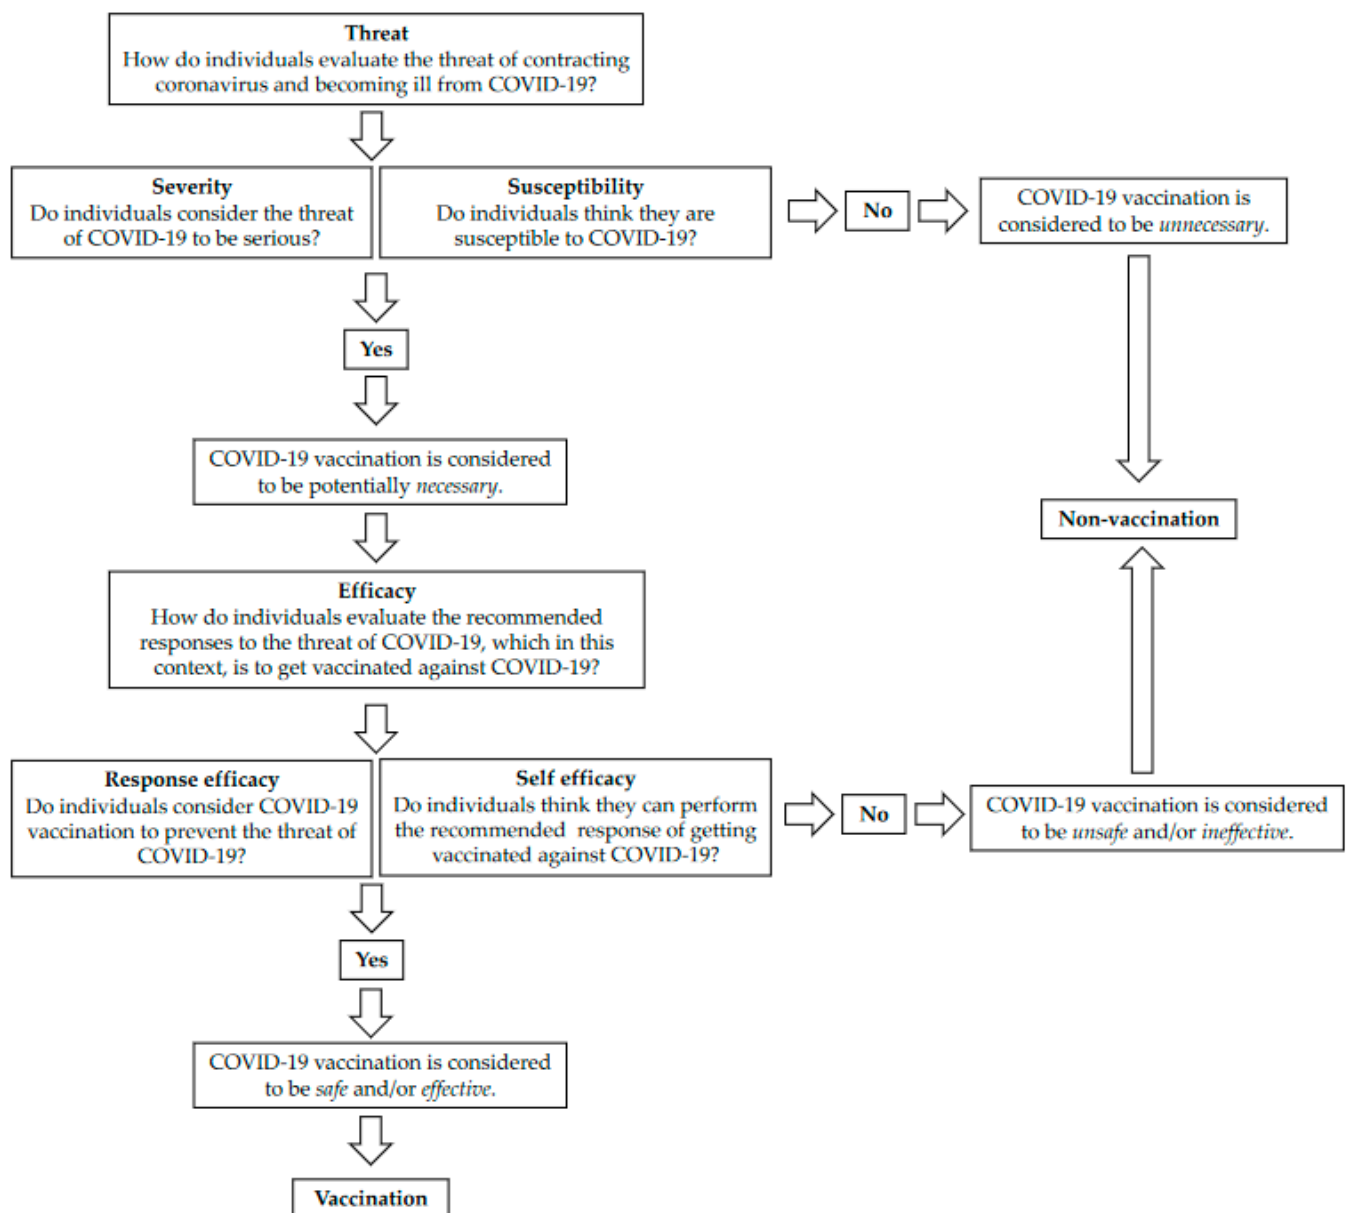 Threat
How do individuals evaluate the threat of contracting
coronavirus and becoming ill from COVID-19?
Severity
Do individuals consider the threat
of COVID-19 to be serious?
Susceptibility
Do individuals think they are
susceptible to COVID-19?
No
COVID-19 vaccination is
considered to be unnecessary.
Yes
COVID-19 vaccination is considered
to be potentially necessary.
Non-vaccination
Efficacy
How do individuals evaluate the recommended
responses to the threat of COVID-19, which in this
context, is to get vaccinated against COVID-19?
Response efficacy
Do individuals consider COVID-19
vaccination to prevent the threat of
COVID-19?
Self efficacy
Do individuals think they can perform
the recommended response of getting
vaccinated against COVID-19?
No
COVID-19 vaccination is considered
to be unsafe and/or ineffective.
Yes
COVID-19 vaccination is considered
to be safe and/or effective.
Vaccination